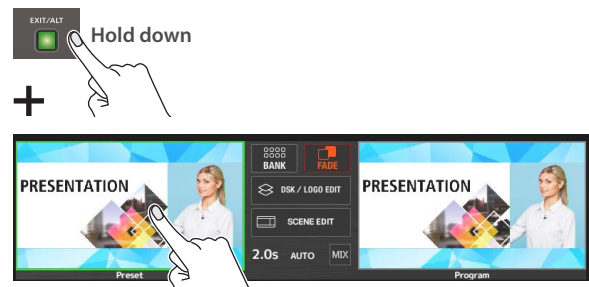 EXIT/ALT
Hold down
+
BANK
FADE
PRESENTATION
DSK / LOGO EDIT
PRESENTATION
SCENE EDIT
2.0s AUTO MIX
Preset
Program